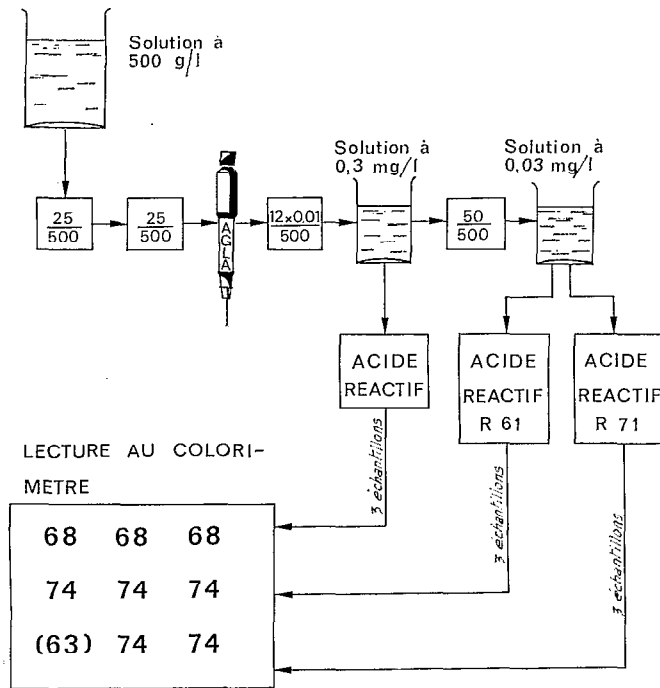 Solution à
500 g/l
25
500
25
500
AGLA
12×0.01
500
Solution à
0,3 mg/l
50
500
Solution à
0,03 mg/l
ACIDE
REACTIF
ACIDE
REACTIF
R 61
ACIDE
REACTIF
R 71
3 échantillons
3 échantillons
3 échantillons
LECTURE AU COLORI-
METRE
68 68 68
74 74 74
(63) 74 74